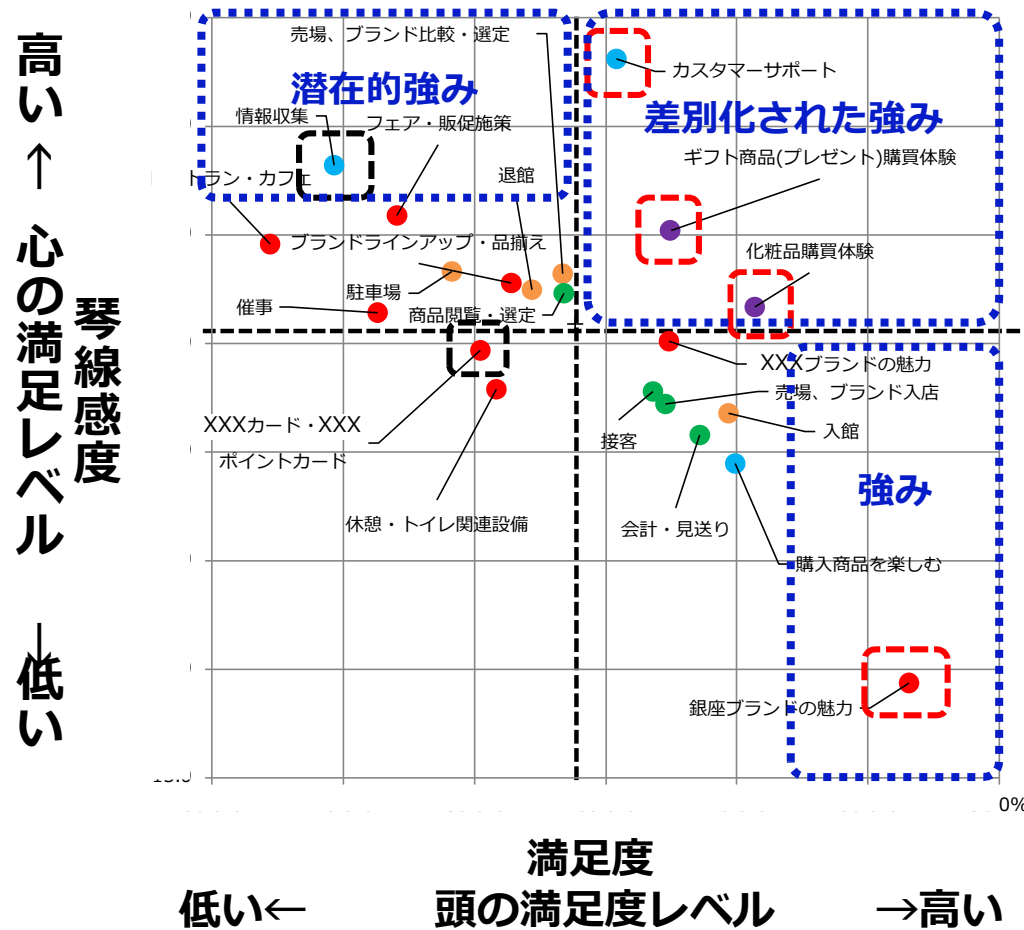 高い ↑ 心の満足レベル ↓低い
琴線感度
売場、ブランド比較・選定
カスタマーサポート
潜在的強み
差別化された強み
情報収集
フェア・販促施策
ギフト商品(プレゼント)購買体験
トラン・カフェ
退館
ブランドラインアップ・品揃え
化粧品購買体験
駐車場
催事
商品閲覧・選定
XXXブランドの魅力
売場、ブランド入店
XXXカード・XXX
ポイントカード
接客
入館
強み
休憩・トイレ関連設備
会計・見送り
購入商品を楽しむ
銀座ブランドの魅力
0%
満足度
低い← 頭の満足度レベル →高い